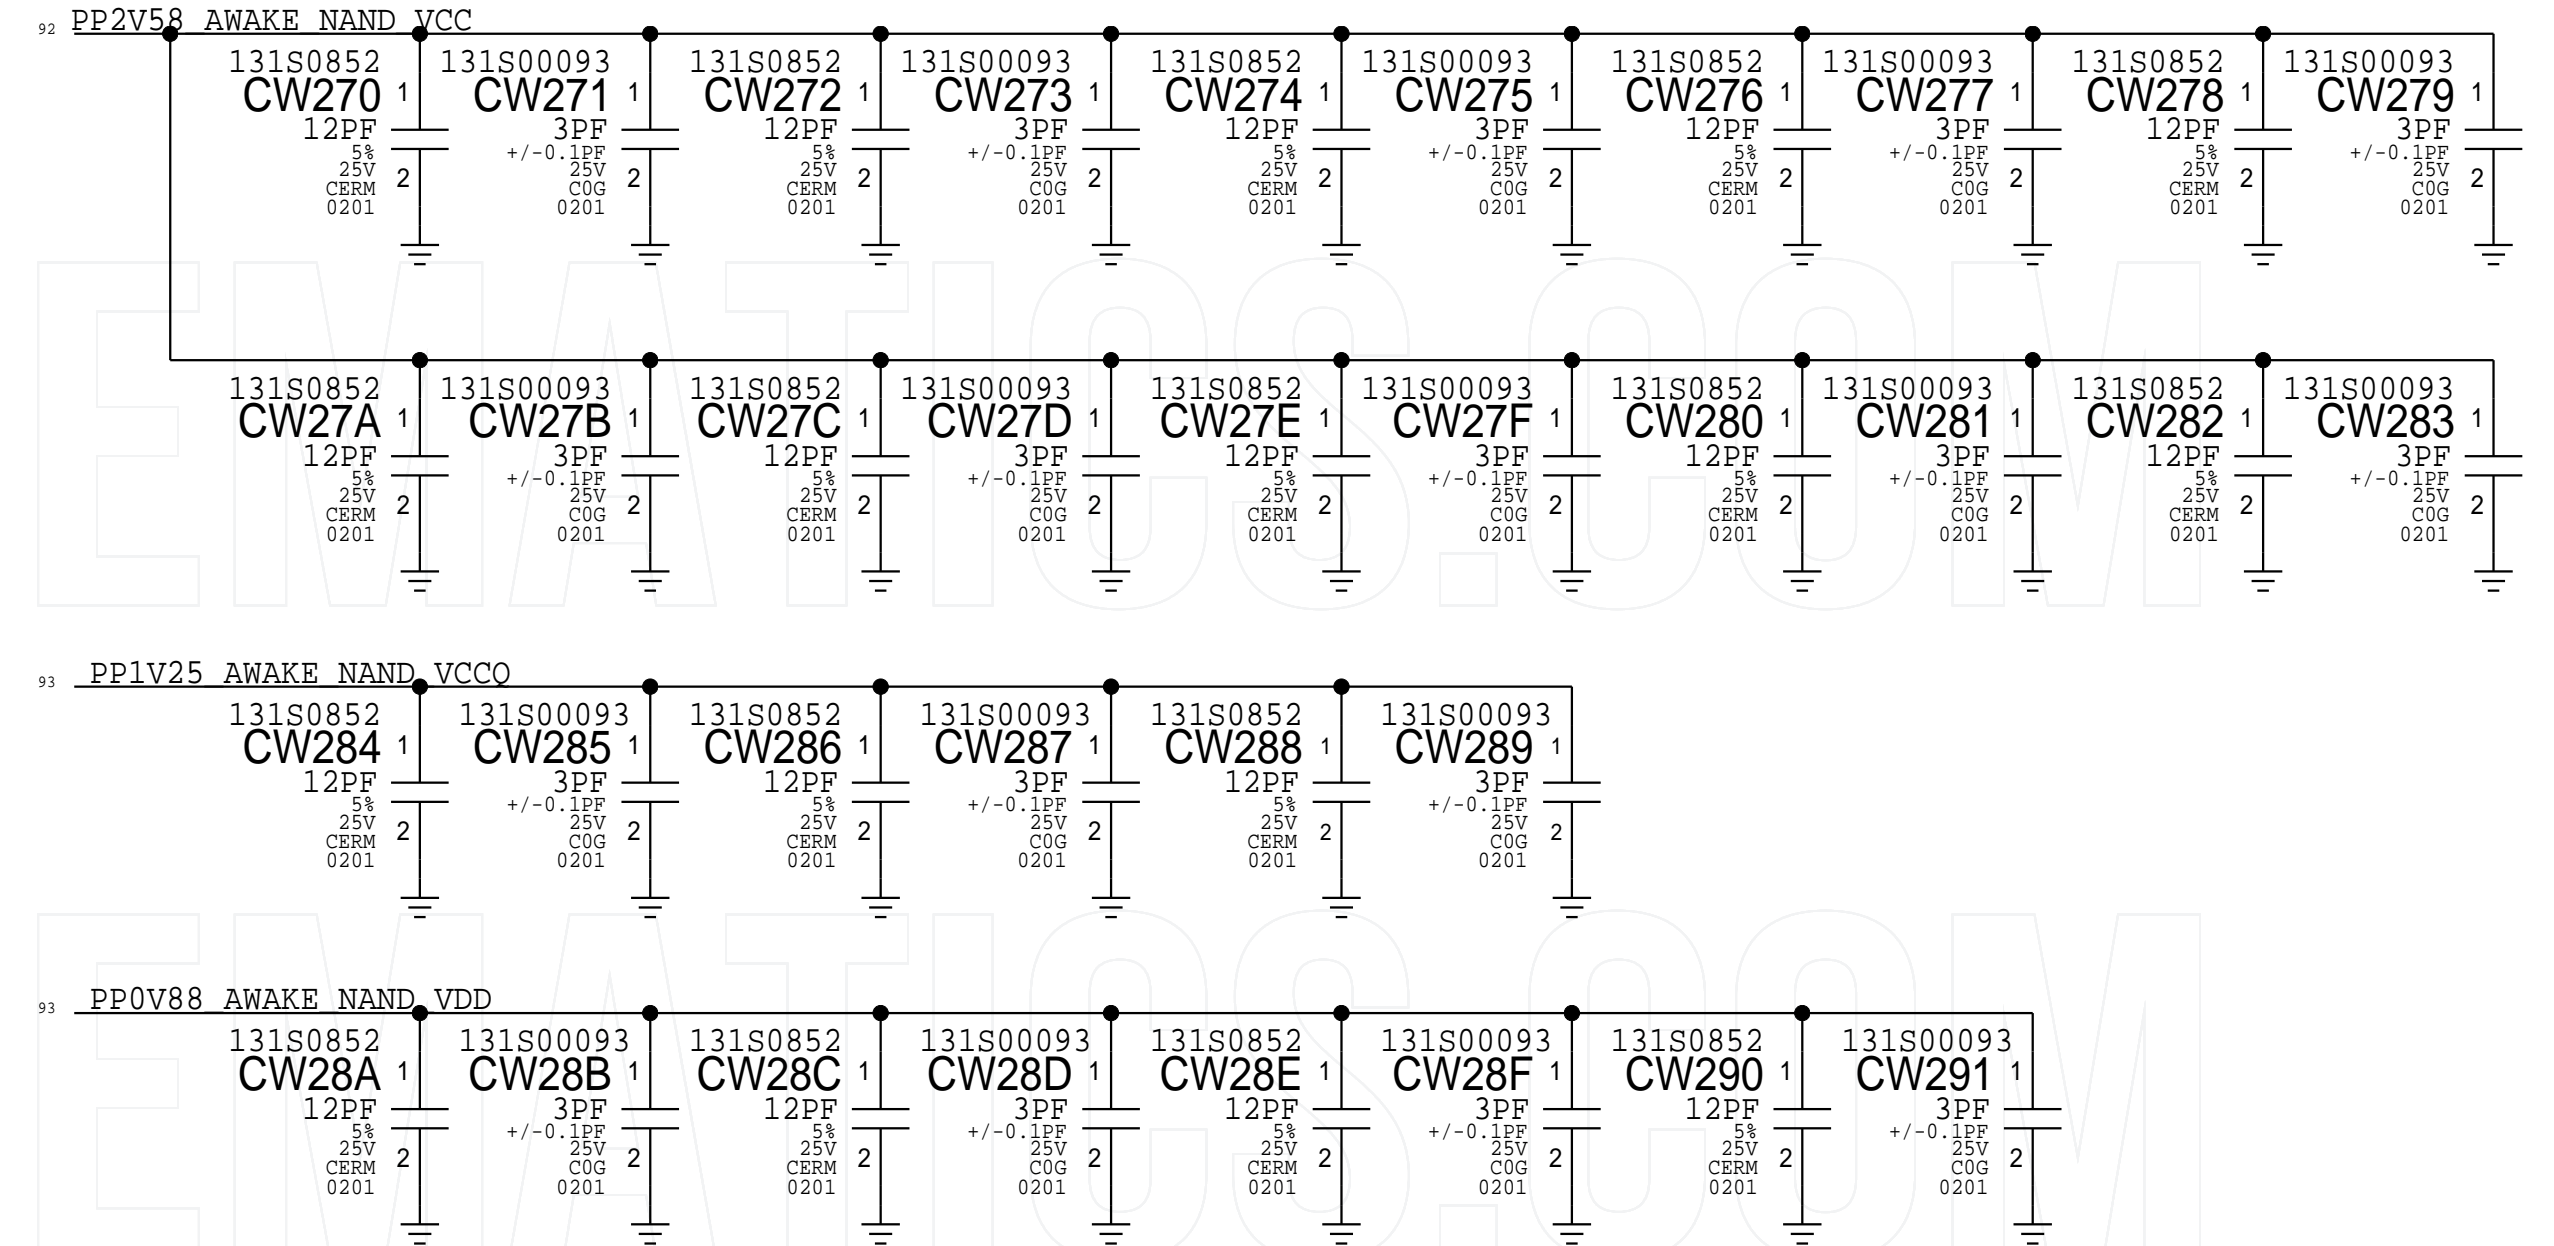 92 PP2V58_AWAKE_NAND_VCC
131S0852 131S00093 131S0852 131S00093 131S0852 131S00093 131S0852 131S00093 131S0852 131S00093
CW270 1 CW271 1 CW272 1 CW273 1 CW274 1 CW275 1 CW276 1 CW277 1 CW278 1 CW279 1
12PF 3PF 12PF 3PF 12PF 3PF 12PF 3PF 12PF 3PF
5% +/-0.1PF 5% +/-0.1PF 5% +/-0.1PF 5% +/-0.1PF 5% +/-0.1PF
25V 2 25V 2 25V 2 25V 2 25V 2 25V 2 25V 2 25V 2 25V 2 25V 2
CERM C0G CERM C0G CERM C0G CERM C0G CERM C0G
0201 0201 0201 0201 0201 0201 0201 0201 0201 0201
131S0852 131S00093 131S0852 131S00093 131S0852 131S00093 131S0852 131S00093 131S0852 131S00093
CW27A 1 CW27B 1 CW27C 1 CW27D 1 CW27E 1 CW27F 1 CW280 1 CW281 1 CW282 1 CW283 1
12PF 3PF 12PF 3PF 12PF 3PF 12PF 3PF 12PF 3PF
5% +/-0.1PF 5% +/-0.1PF 5% +/-0.1PF 5% +/-0.1PF 5% +/-0.1PF
25V 2 25V 2 25V 2 25V 2 25V 2 25V 2 25V 2 25V 2 25V 2 25V 2
CERM C0G CERM C0G CERM C0G CERM C0G CERM C0G
0201 0201 0201 0201 0201 0201 0201 0201 0201 0201
EMATICS.COM
93 PP1V25_AWAKE_NAND_VCCQ
131S0852 131S00093 131S0852 131S00093 131S0852 131S00093
CW284 1 CW285 1 CW286 1 CW287 1 CW288 1 CW289 1
12PF 3PF 12PF 3PF 12PF 3PF
5% +/-0.1PF 5% +/-0.1PF 5% +/-0.1PF
25V 2 25V 2 25V 2 25V 2 25V 2 25V 2
CERM C0G CERM C0G CERM C0G
0201 0201 0201 0201 0201 0201
93 PP0V88_AWAKE_NAND_VDD
131S0852 131S00093 131S0852 131S00093 131S0852 131S00093 131S0852 131S00093
CW28A 1 CW28B 1 CW28C 1 CW28D 1 CW28E 1 CW28F 1 CW290 1 CW291 1
12PF 3PF 12PF 3PF 12PF 3PF 12PF 3PF
5% +/-0.1PF 5% +/-0.1PF 5% +/-0.1PF 5% +/-0.1PF
25V 2 25V 2 25V 2 25V 2 25V 2 25V 2 25V 2 25V 2
CERM C0G CERM C0G CERM C0G CERM C0G
0201 0201 0201 0201 0201 0201 0201 0201
EMATICS.COM